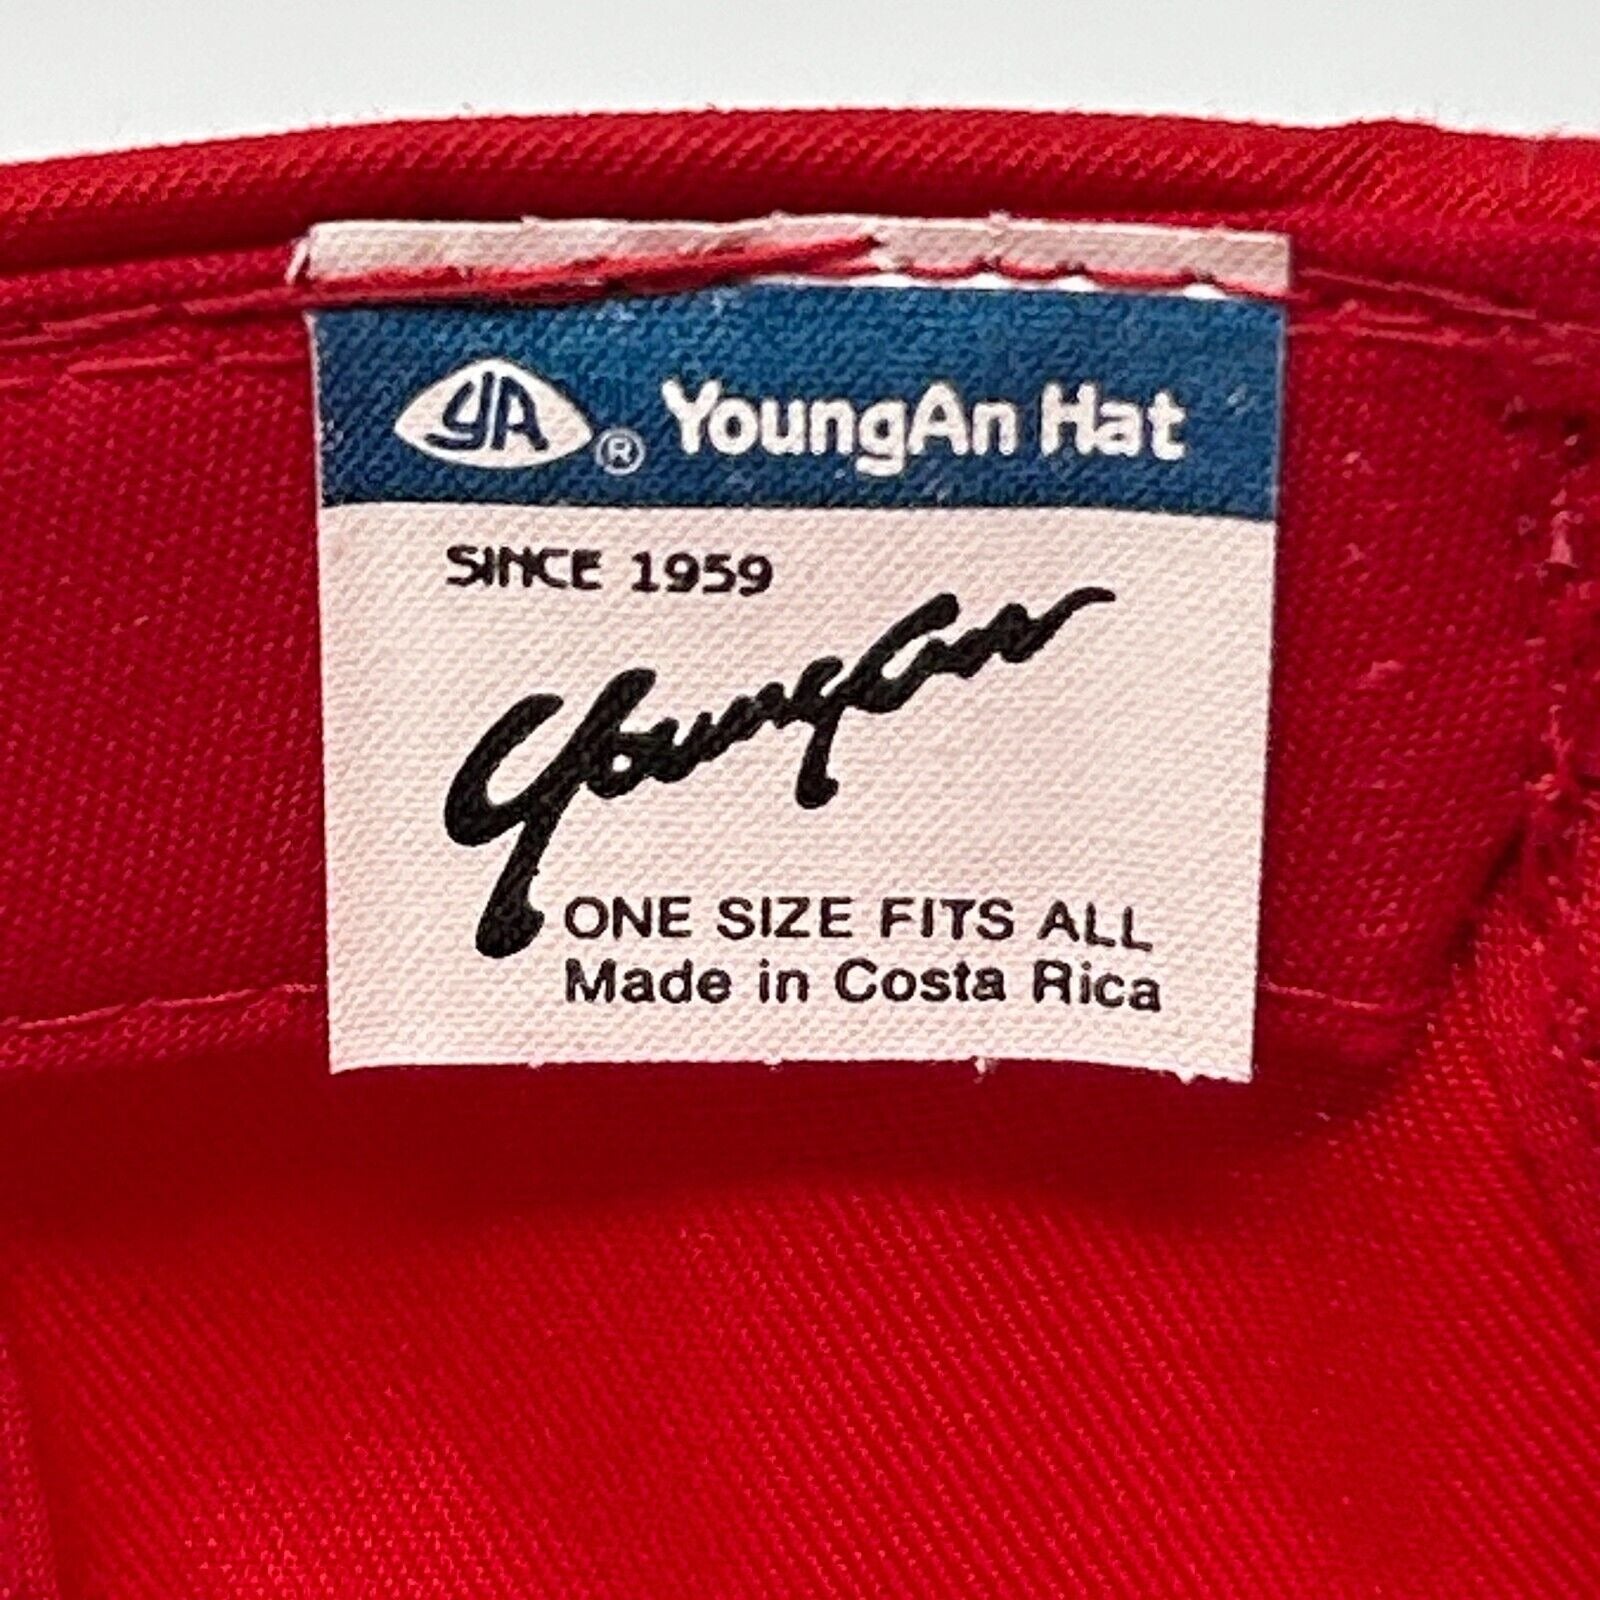 YA ® YoungAn Hat
SINCE 1959
YoungAn
ONE SIZE FITS ALL
Made in Costa Rica